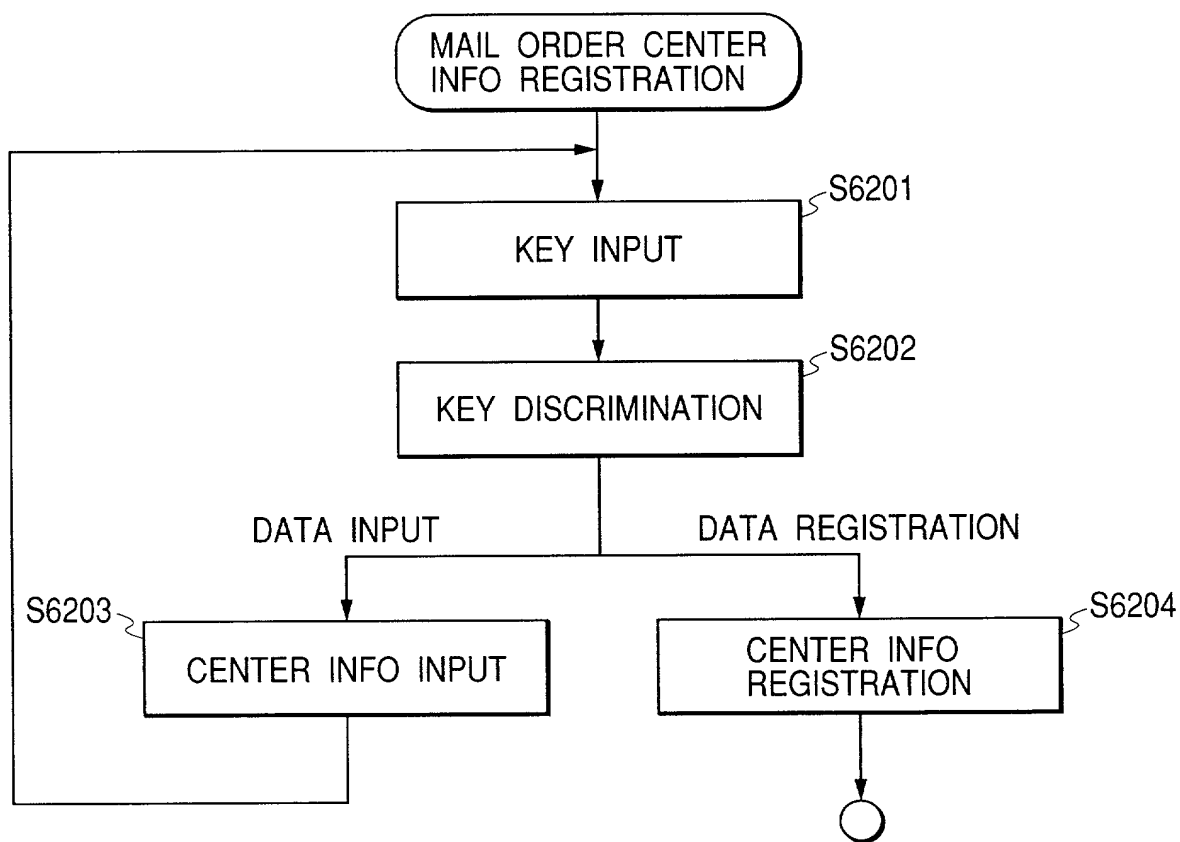 MAIL ORDER CENTER
INFO REGISTRATION
S6201
KEY INPUT
S6202
KEY DISCRIMINATION
DATA INPUT
DATA REGISTRATION
S6203
CENTER INFO INPUT
S6204
CENTER INFO
REGISTRATION